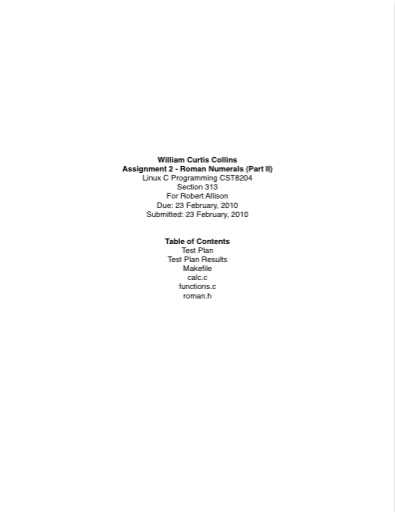 William Curtis Collins
Assignment 2 - Roman Numerals (Part II)
Linux C Programming CST8204
Section 313
For Robert Allison
Due: 23 February, 2010
Submitted: 23 February, 2010
Table of Contents
Test Plan
Test Plan Results
Makefile
calc.c
functions.c
roman.h